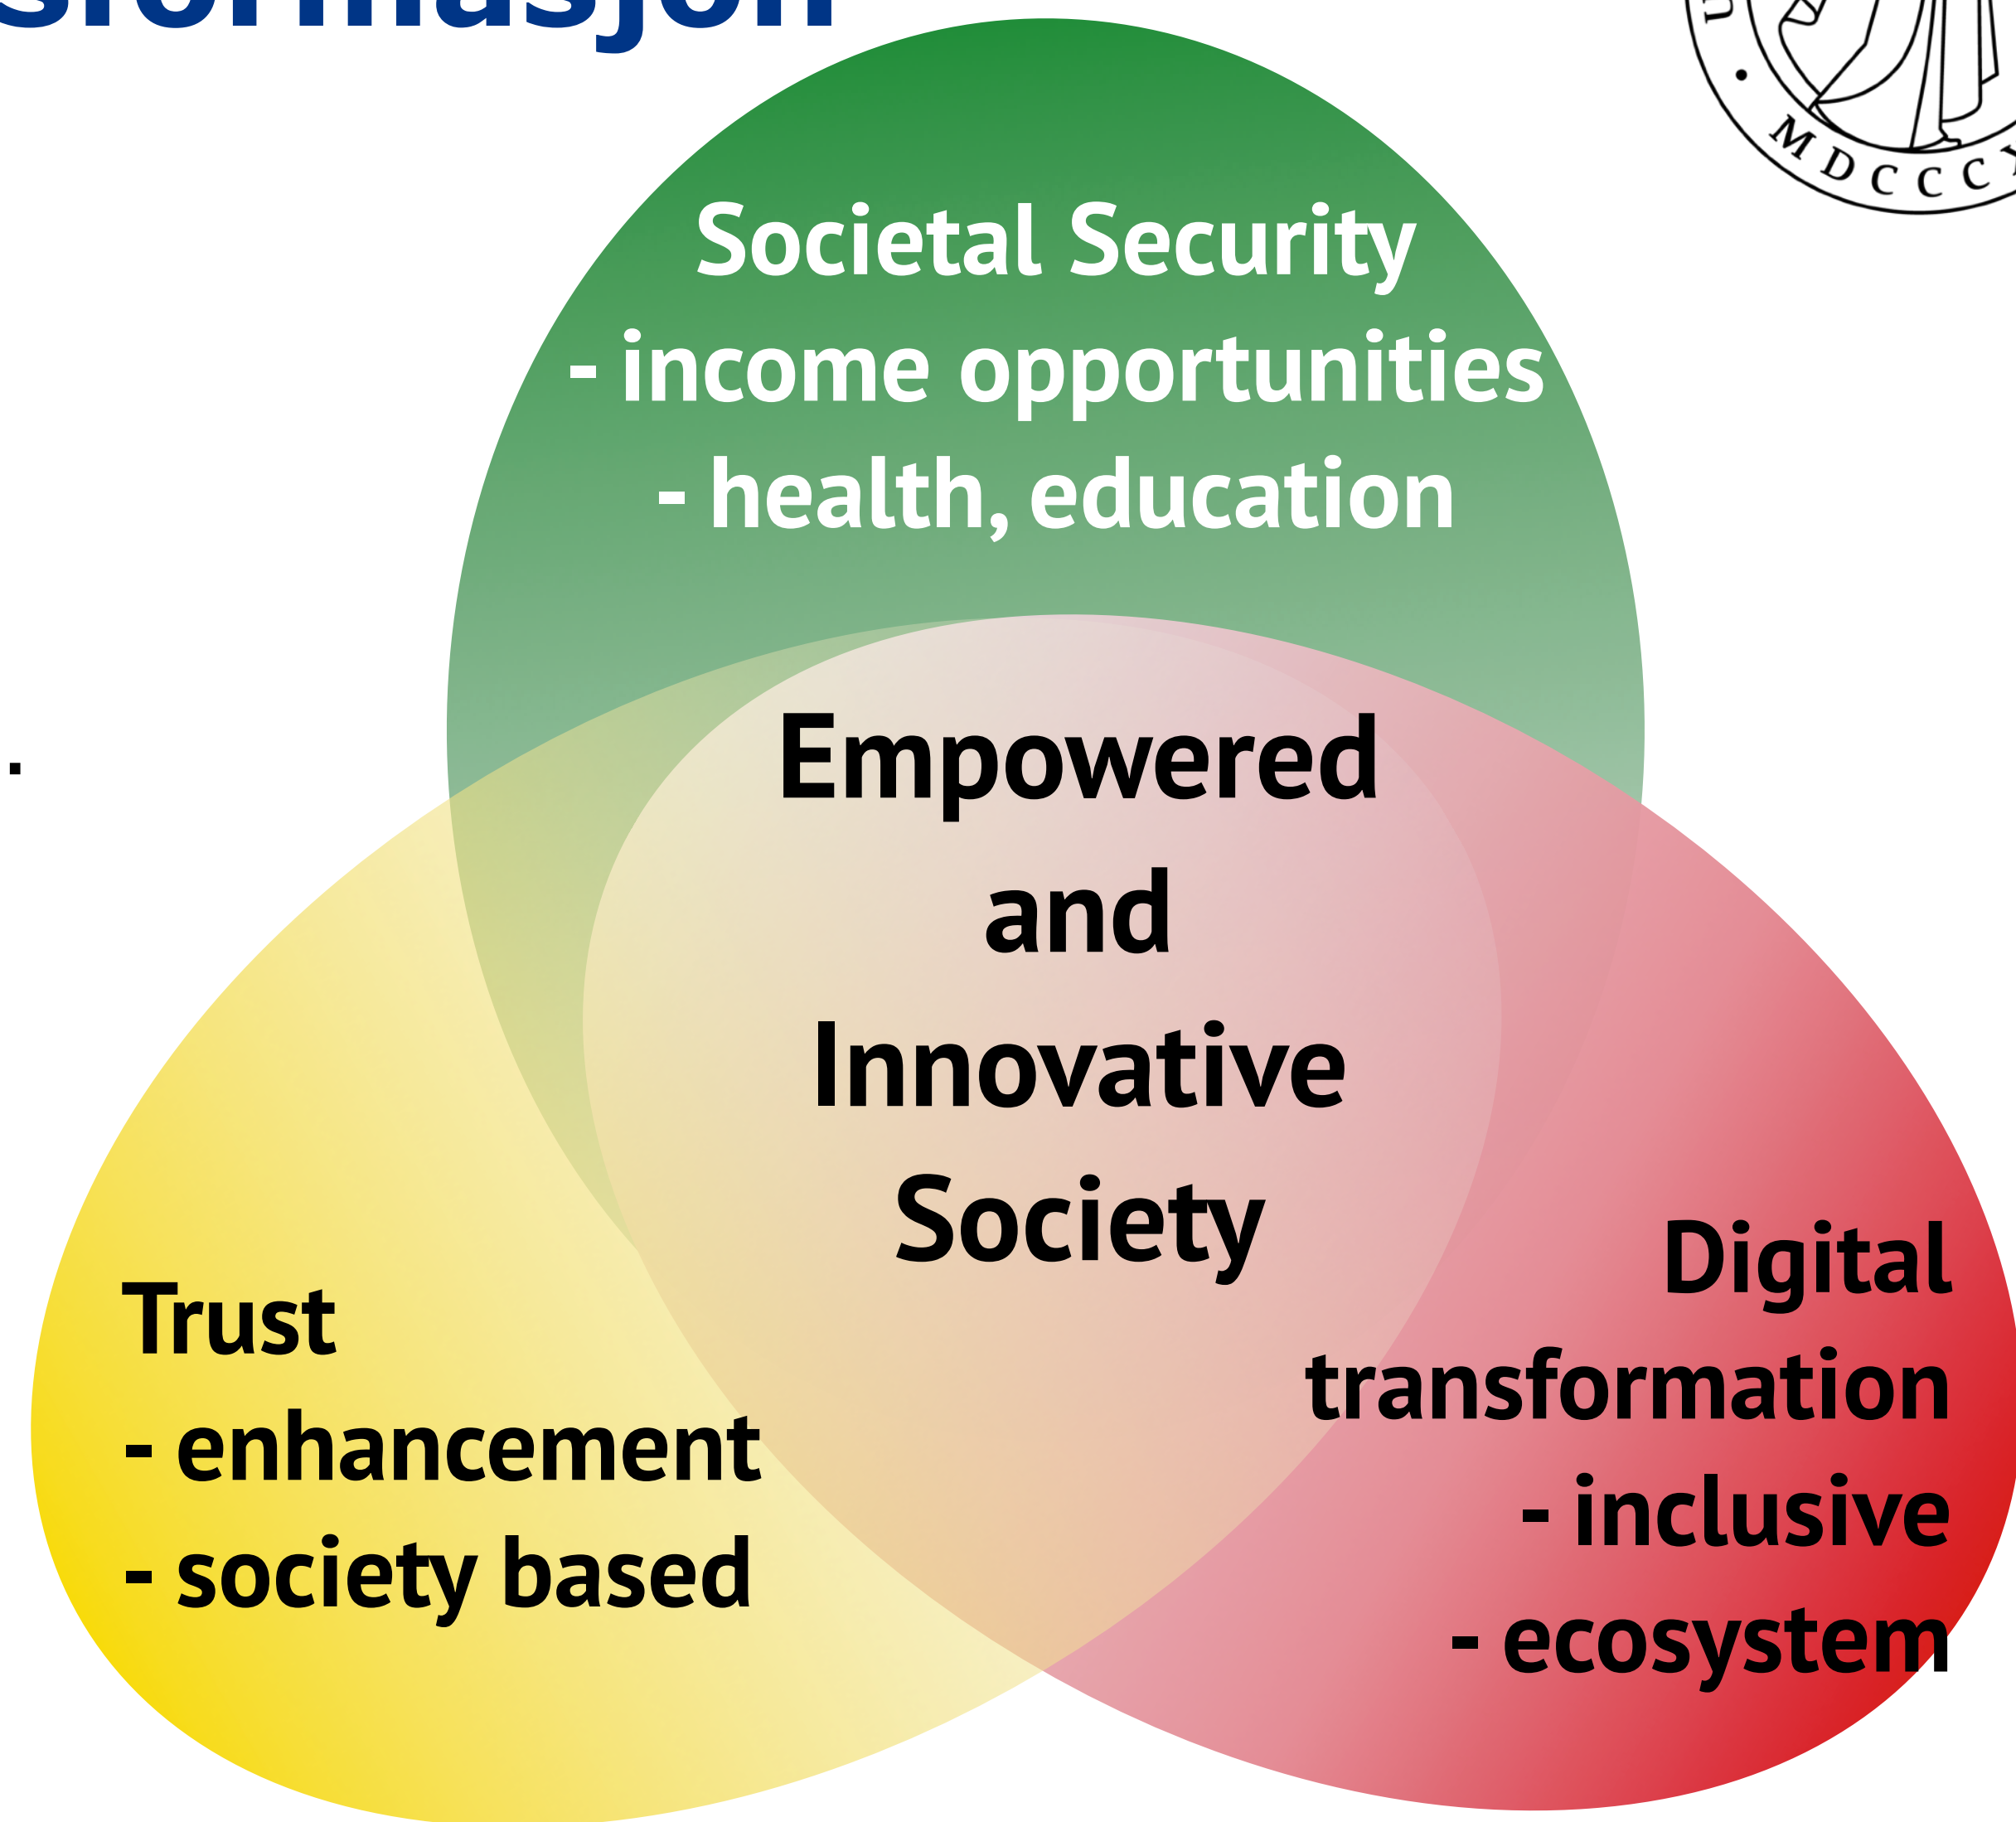 Societal Security
- income opportunities
- health, education
Empowered
and
Innovative
Society
Trust
- enhancement
- society based
Digital
transformation
- inclusive
- ecosystem